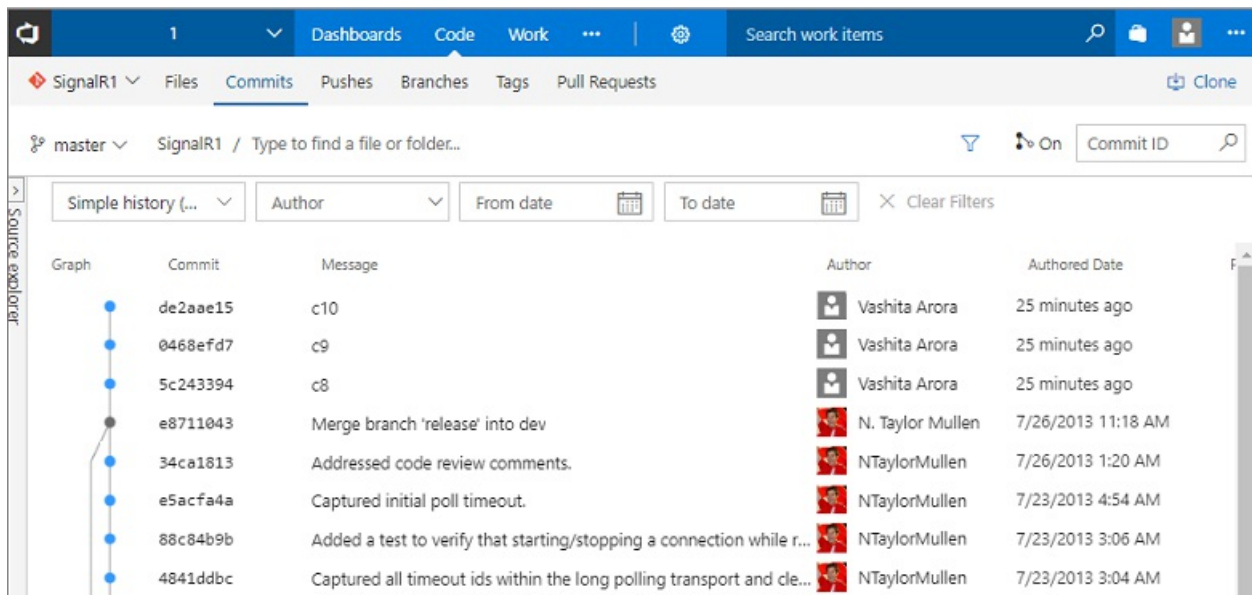 1 Dashboards Code Work ••• Search work items •••
SignalR1 Files Commits Pushes Branches Tags Pull Requests Clone
master SignalR1 / Type to find a file or folder... On Commit ID
Source explorer
Simple history (... Author From date To date Clear Filters
Graph Commit Message Author Authored Date
de2aae15 c10 Vashita Arora 25 minutes ago
0468efd7 c9 Vashita Arora 25 minutes ago
5c243394 c8 Vashita Arora 25 minutes ago
e8711043 Merge branch 'release' into dev N. Taylor Mullen 7/26/2013 11:18 AM
34ca1813 Addressed code review comments. NTaylorMullen 7/26/2013 1:20 AM
e5acfa4a Captured initial poll timeout. NTaylorMullen 7/23/2013 4:54 AM
88c84b9b Added a test to verify that starting/stopping a connection while r... NTaylorMullen 7/23/2013 3:06 AM
4841ddbc Captured all timeout ids within the long polling transport and cle... NTaylorMullen 7/23/2013 3:04 AM